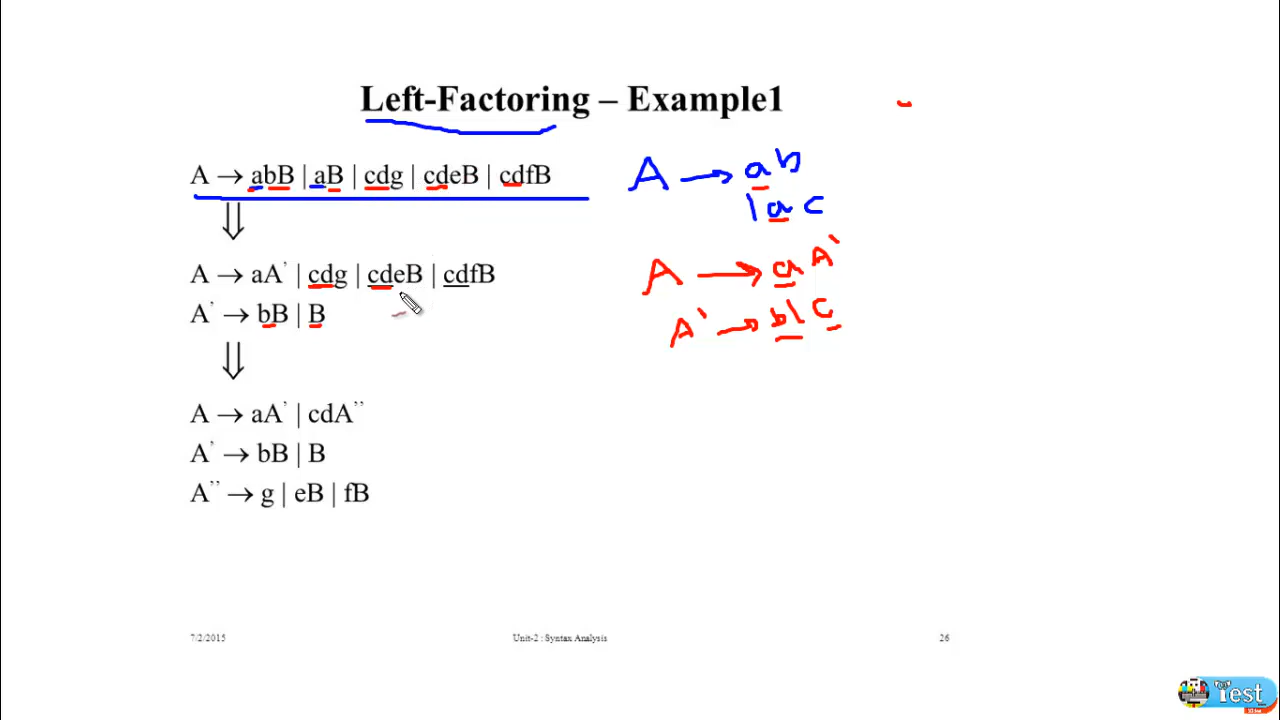 Left-Factoring – Example1
A → abB | aB | cdg | cdeB | cdfB
A → ab
| a c
⇓
A → aA' | cdg | cdeB | cdfB
A → a A'
A' → bB | B
A' → b | c
⇓
A → aA' | cdA''
A' → bB | B
A'' → g | eB | fB
7/2/2015 Unit-2 : Syntax Analysis 26
Test